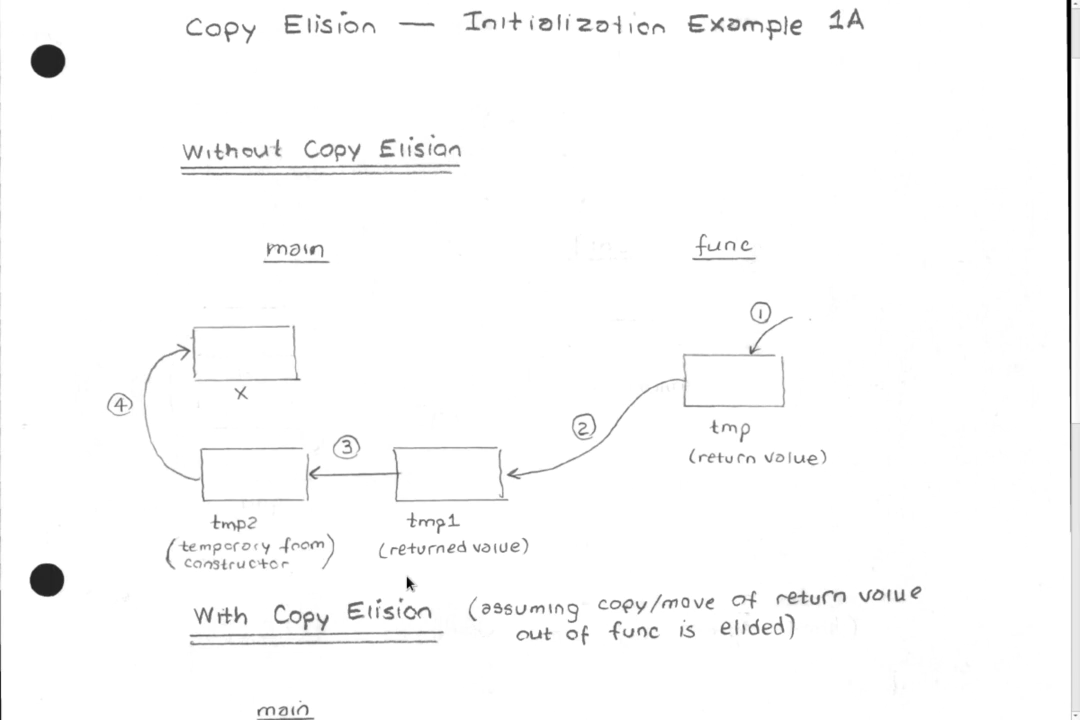 Copy Elision — Initialization Example 1A
Without Copy Elision
main
func
①
x
④
②
tmp
(return value)
③
tmp2
(temporary from constructor)
tmp1
(returned value)
With Copy Elision (assuming copy/move of return value
out of func is elided)
main